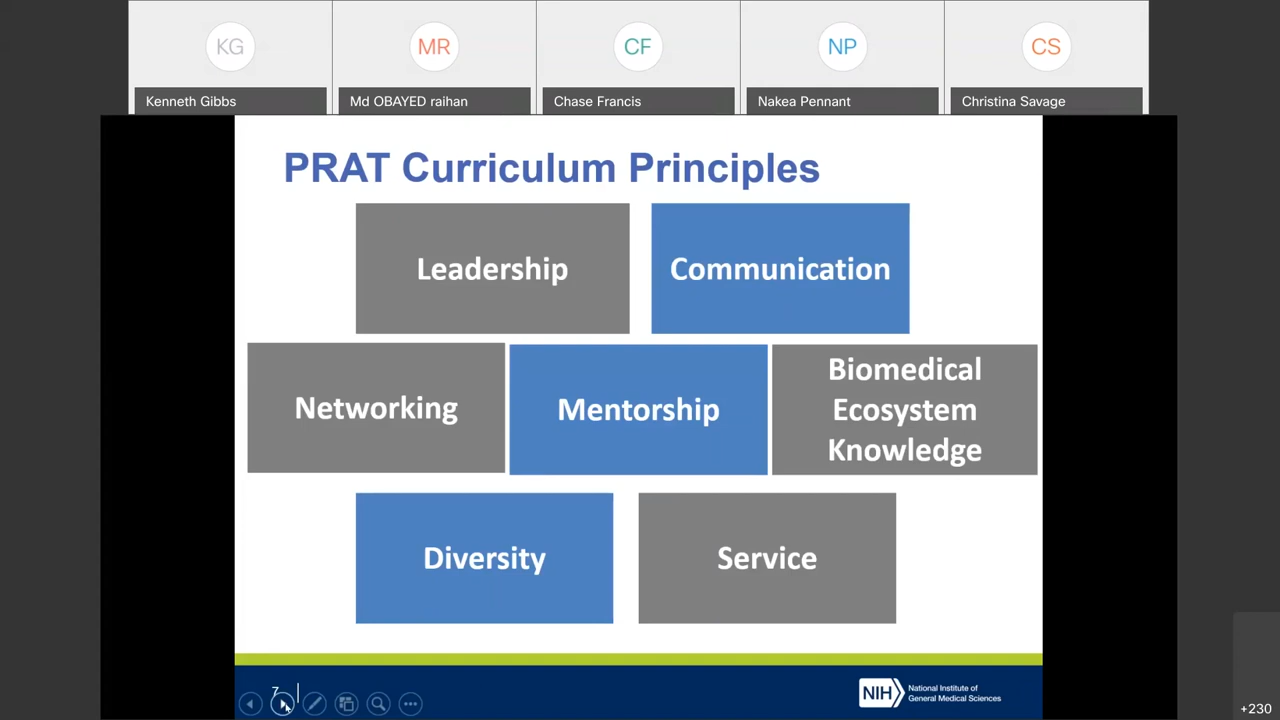 KG
MR
CF
NP
CS
Kenneth Gibbs
Md OBAYED raihan
Chase Francis
Nakea Pennant
Christina Savage
PRAT Curriculum Principles
Leadership
Communication
Networking
Mentorship
Biomedical
Ecosystem
Knowledge
Diversity
Service
7
NIH
National Institute of
General Medical Sciences
+230